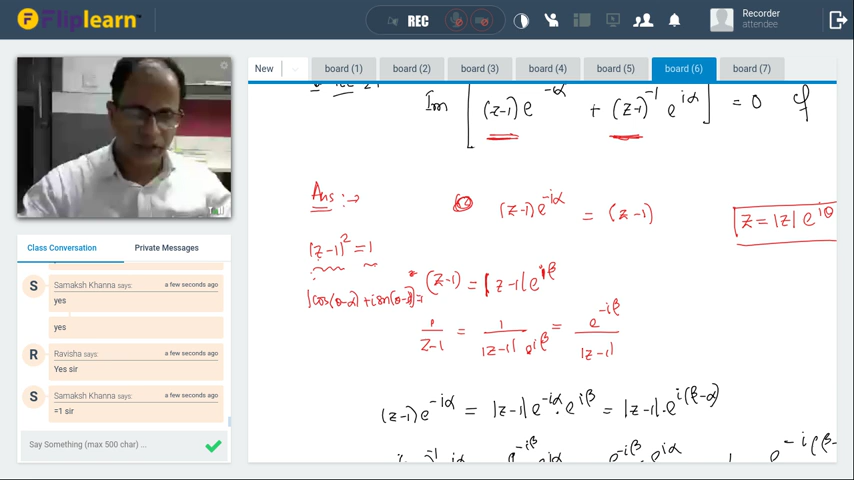 Fliplearn
REC
Recorder
attendee
New
board (1)
board (2)
board (3)
board (4)
board (5)
board (6)
board (7)
Im [(z-1)e^{-iα} + (z-1)^{-1} e^{iα}] = 0
Ans :→
(z-1)e^{-iα} = (z-1)
z = |z| e^{iθ}
|z-1|^2 = 1
(z-1) = |z-1| e^{iβ}
1/(z-1) = 1/(|z-1| e^{iβ}) = e^{-iβ}/|z-1|
(z-1)e^{-iα} = |z-1| e^{-iα} . e^{iβ} = |z-1| . e^{i(β-α)}
Class Conversation
Private Messages
S
Samaksh Khanna says:
a few seconds ago
yes
yes
R
Ravisha says:
a few seconds ago
Yes sir
S
Samaksh Khanna says:
a few seconds ago
=1 sir
Say Something (max 500 char) ...